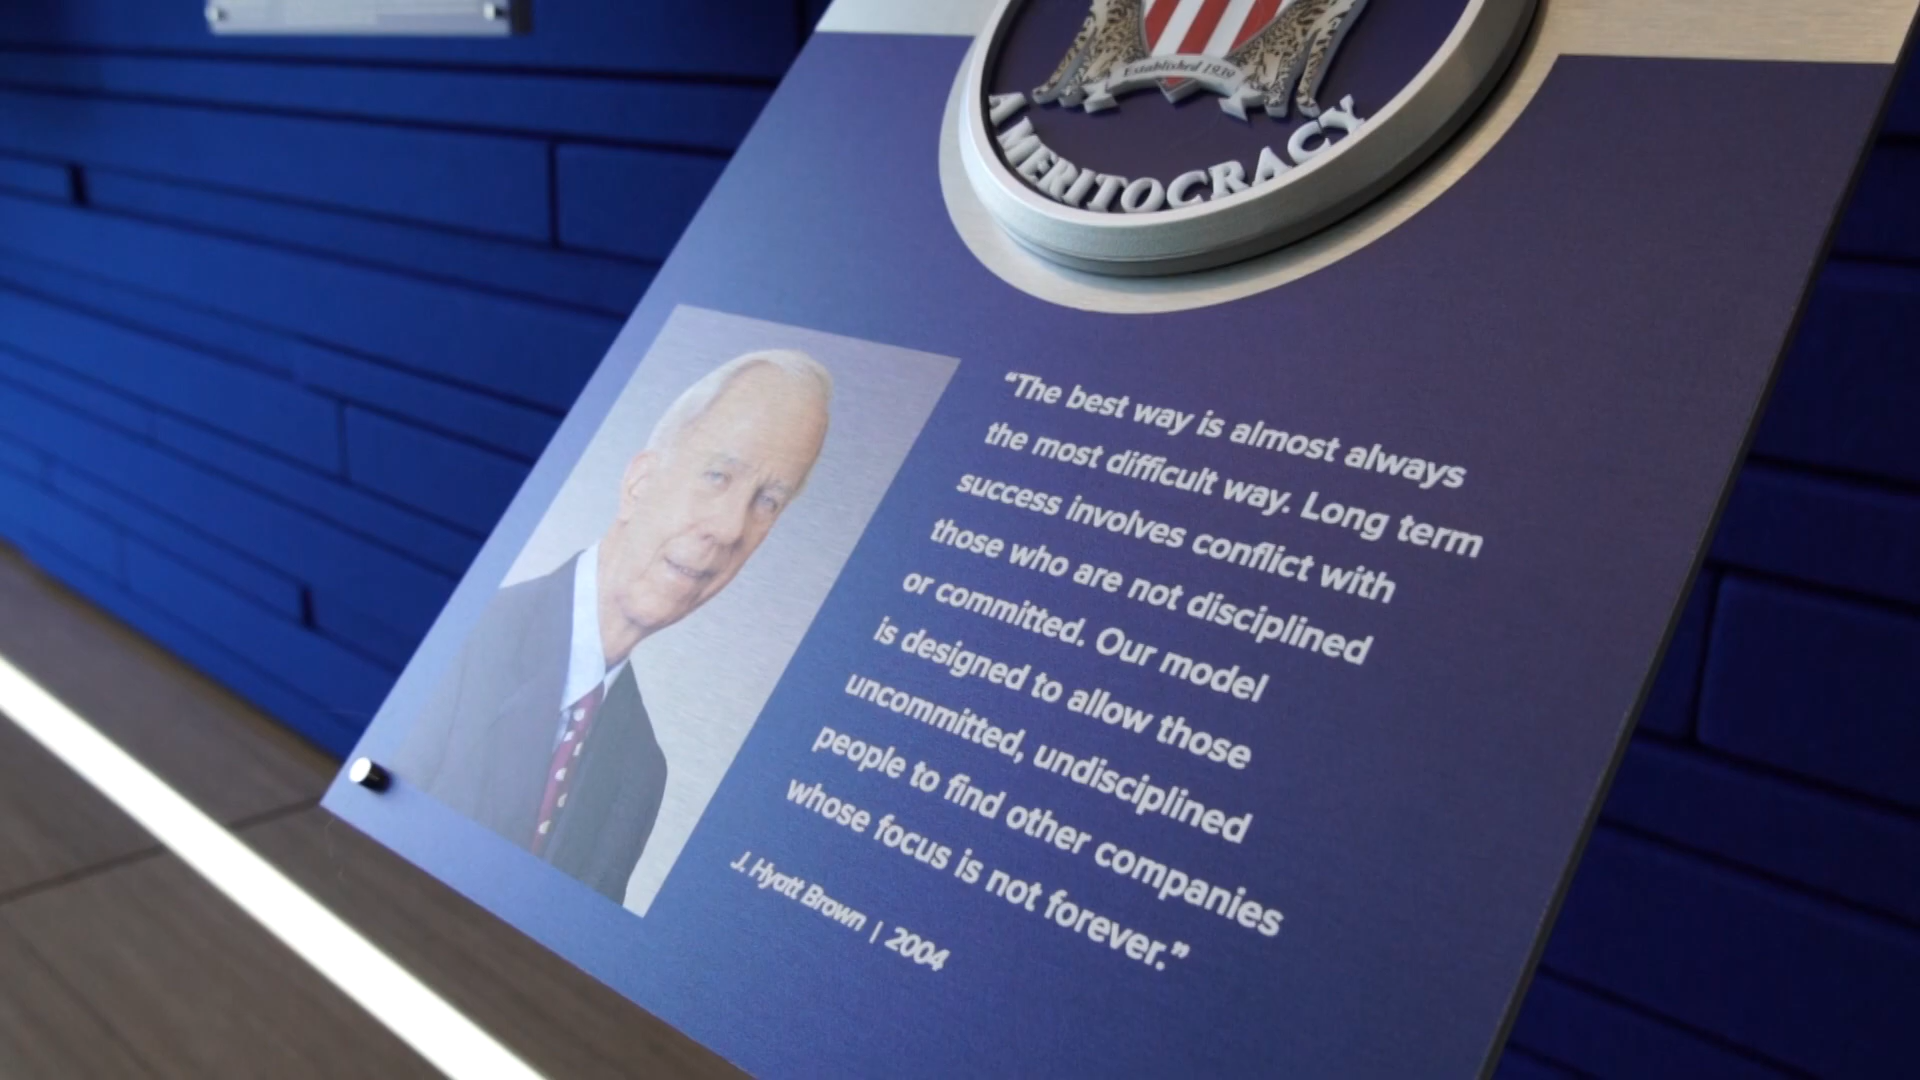 Established 1939
A MERITOCRACY
“The best way is almost always
the most difficult way. Long term
success involves conflict with
those who are not disciplined
or committed. Our model
is designed to allow those
uncommitted, undisciplined
people to find other companies
whose focus is not forever.”
J. Hyatt Brown | 2004